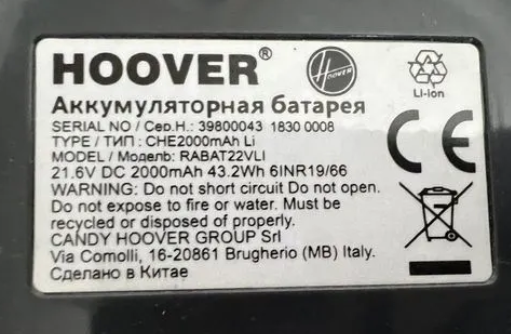 HOOVER®
HOOVER
Li-ion
Аккумуляторная батарея
SERIAL NO / Сер.Н.: 39800043 1830 0008
TYPE / ТИП : CHE2000mAh Li
MODEL / Модель: RABAT22VLI
21.6V DC 2000mAh 43.2Wh 6INR19/66
WARNING: Do not short circuit Do not open.
Do not expose to fire or water. Must be
recycled or disposed of properly.
CANDY HOOVER GROUP Srl
Via Comolli, 16-20861 Brugherio (MB) Italy.
Сделано в Китае
CE